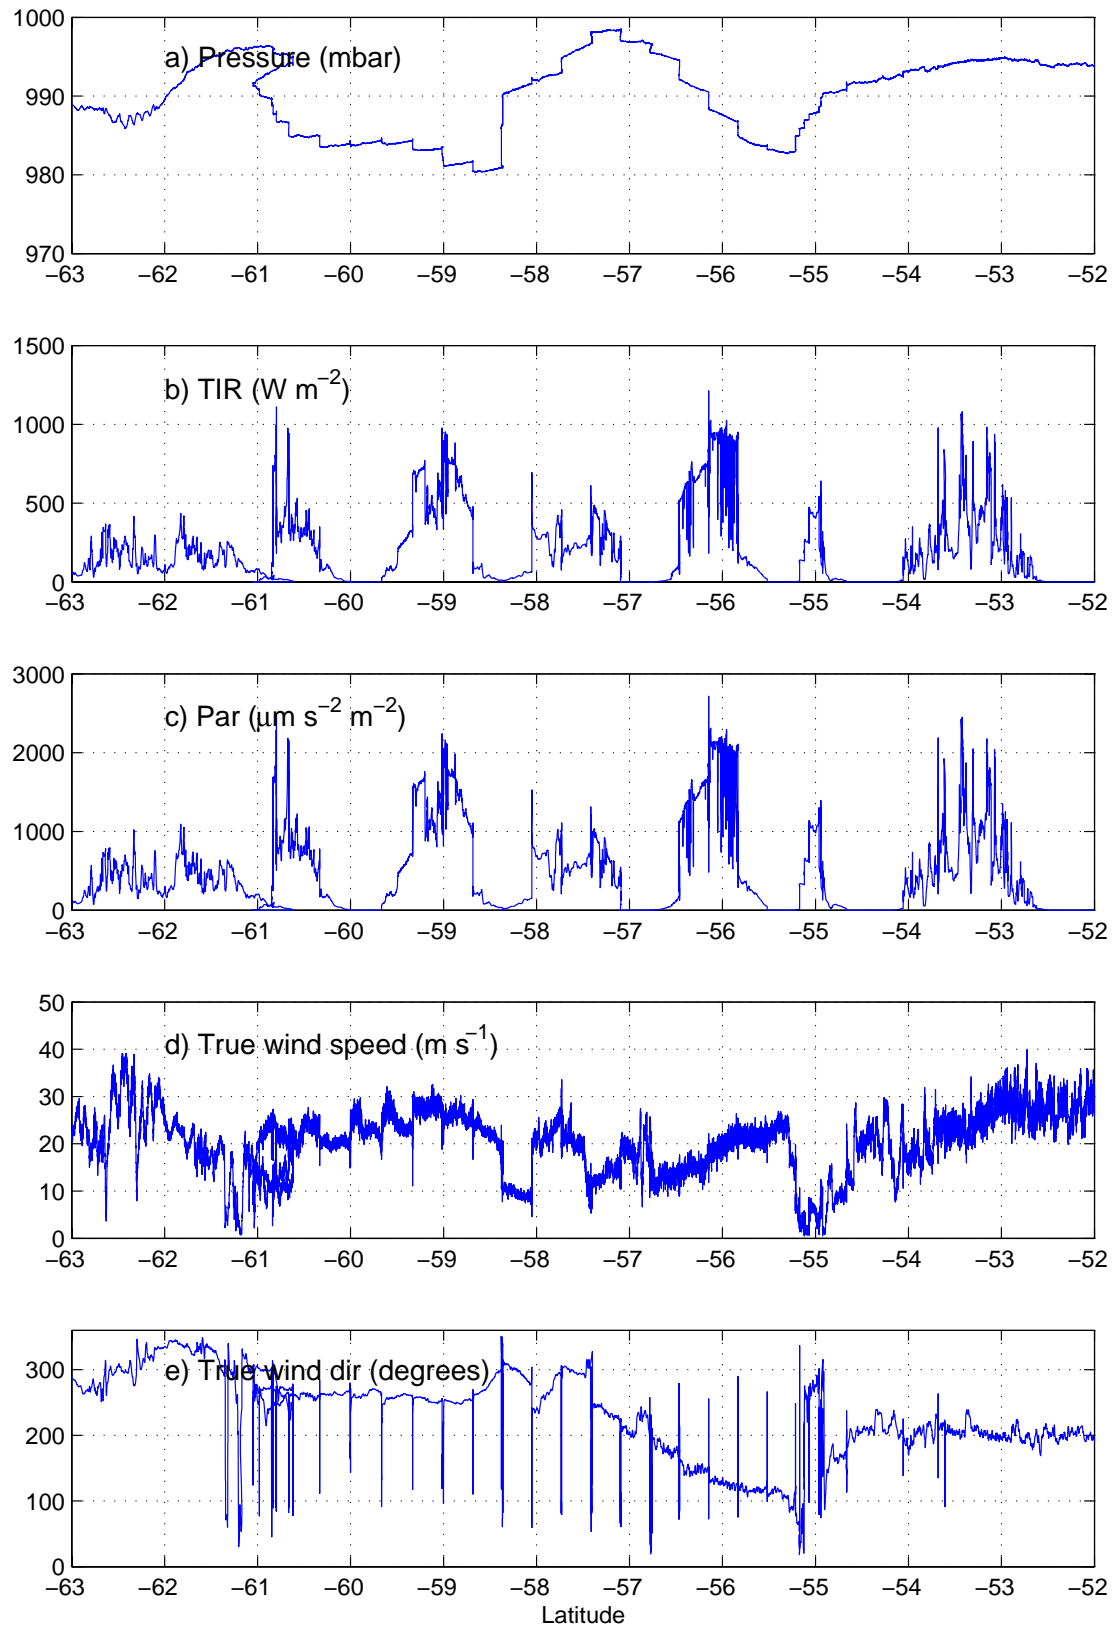 1000
a) Pressure (mbar)
990
980
970
−63 −62 −61 −60 −59 −58 −57 −56 −55 −54 −53 −52
1500
b) TIR (W m−2)
1000
500
0
−63 −62 −61 −60 −59 −58 −57 −56 −55 −54 −53 −52
3000
c) Par (μm s−2 m−2)
2000
1000
0
−63 −62 −61 −60 −59 −58 −57 −56 −55 −54 −53 −52
50
d) True wind speed (m s−1)
40
30
20
10
0
−63 −62 −61 −60 −59 −58 −57 −56 −55 −54 −53 −52
300
e) True wind dir (degrees)
200
100
0
−63 −62 −61 −60 −59 −58 −57 −56 −55 −54 −53 −52
Latitude